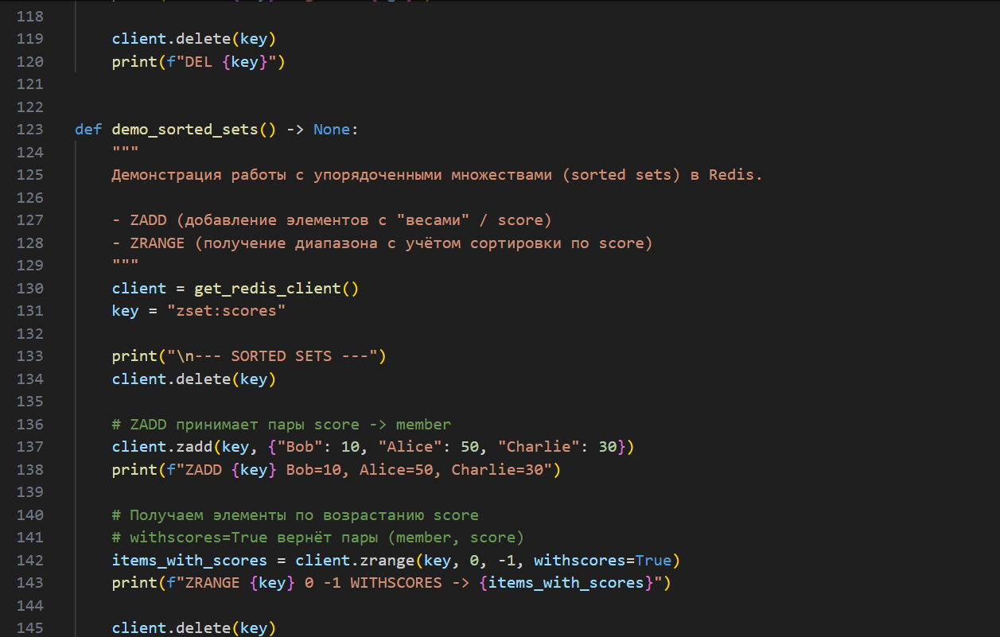 118
119 client.delete(key)
120 print(f"DEL {key}")
121
122
123 def demo_sorted_sets() -> None:
124 """
125 Демонстрация работы с упорядоченными множествами (sorted sets) в Redis.
126
127 - ZADD (добавление элементов с "весами" / score)
128 - ZRANGE (получение диапазона с учётом сортировки по score)
129 """
130 client = get_redis_client()
131 key = "zset:scores"
132
133 print("\n--- SORTED SETS ---")
134 client.delete(key)
135
136 # ZADD принимает пары score -> member
137 client.zadd(key, {"Bob": 10, "Alice": 50, "Charlie": 30})
138 print(f"ZADD {key} Bob=10, Alice=50, Charlie=30")
139
140 # Получаем элементы по возрастанию score
141 # withscores=True вернёт пары (member, score)
142 items_with_scores = client.zrange(key, 0, -1, withscores=True)
143 print(f"ZRANGE {key} 0 -1 WITHSCORES -> {items_with_scores}")
144
145 client.delete(key)